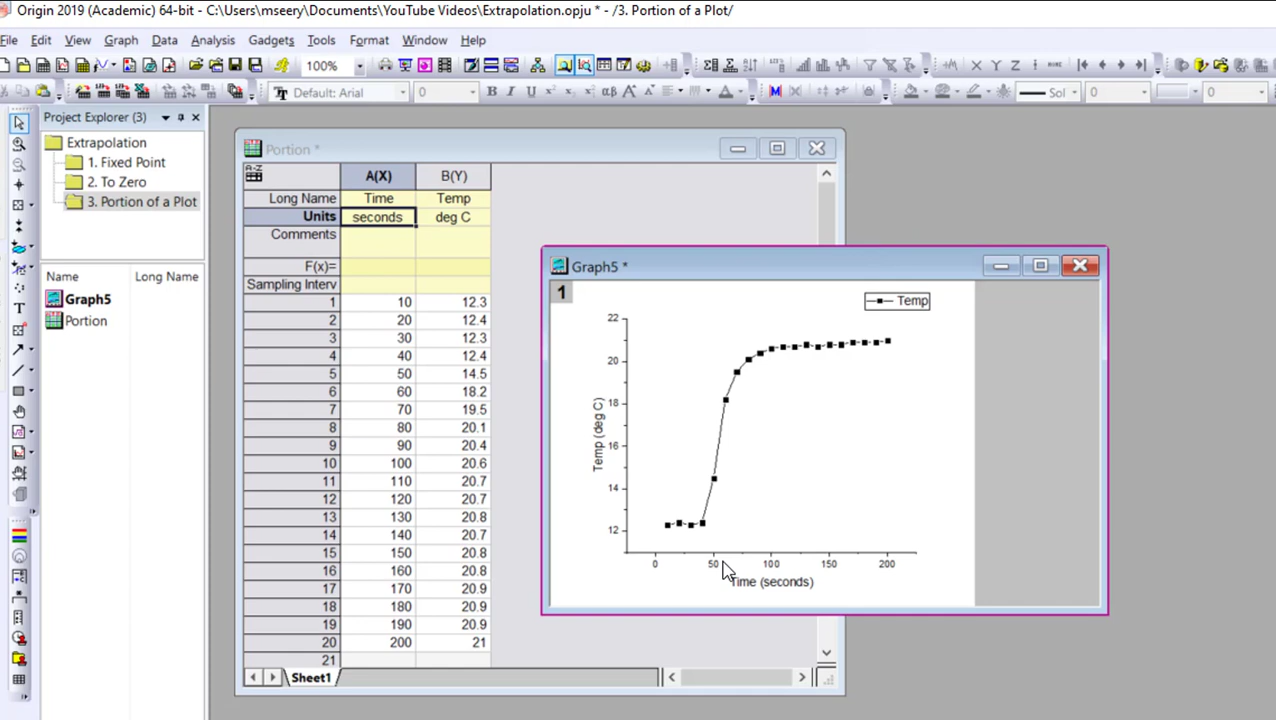 Origin 2019 (Academic) 64-bit - C:\Users\mseery\Documents\YouTube Videos\Extrapolation.opju * - /3. Portion of a Plot/
File Edit View Graph Data Analysis Gadgets Tools Format Window Help
100%
Default: Arial 0 B I U Sol 0 0
Project Explorer (3)
Extrapolation
1. Fixed Point
2. To Zero
3. Portion of a Plot
Name Long Name
Graph5
Portion
Portion *
A(X) B(Y)
Long Name Time Temp
Units seconds deg C
Comments
F(x)=
Sampling Interv
1 10 12.3
2 20 12.4
3 30 12.3
4 40 12.4
5 50 14.5
6 60 18.2
7 70 19.5
8 80 20.1
9 90 20.4
10 100 20.6
11 110 20.7
12 120 20.7
13 130 20.8
14 140 20.7
15 150 20.8
16 160 20.8
17 170 20.9
18 180 20.9
19 190 20.9
20 200 21
21
Sheet1
Graph5 *
1
Temp
22
20
18
16
14
12
Temp (deg C)
0 50 100 150 200
Time (seconds)